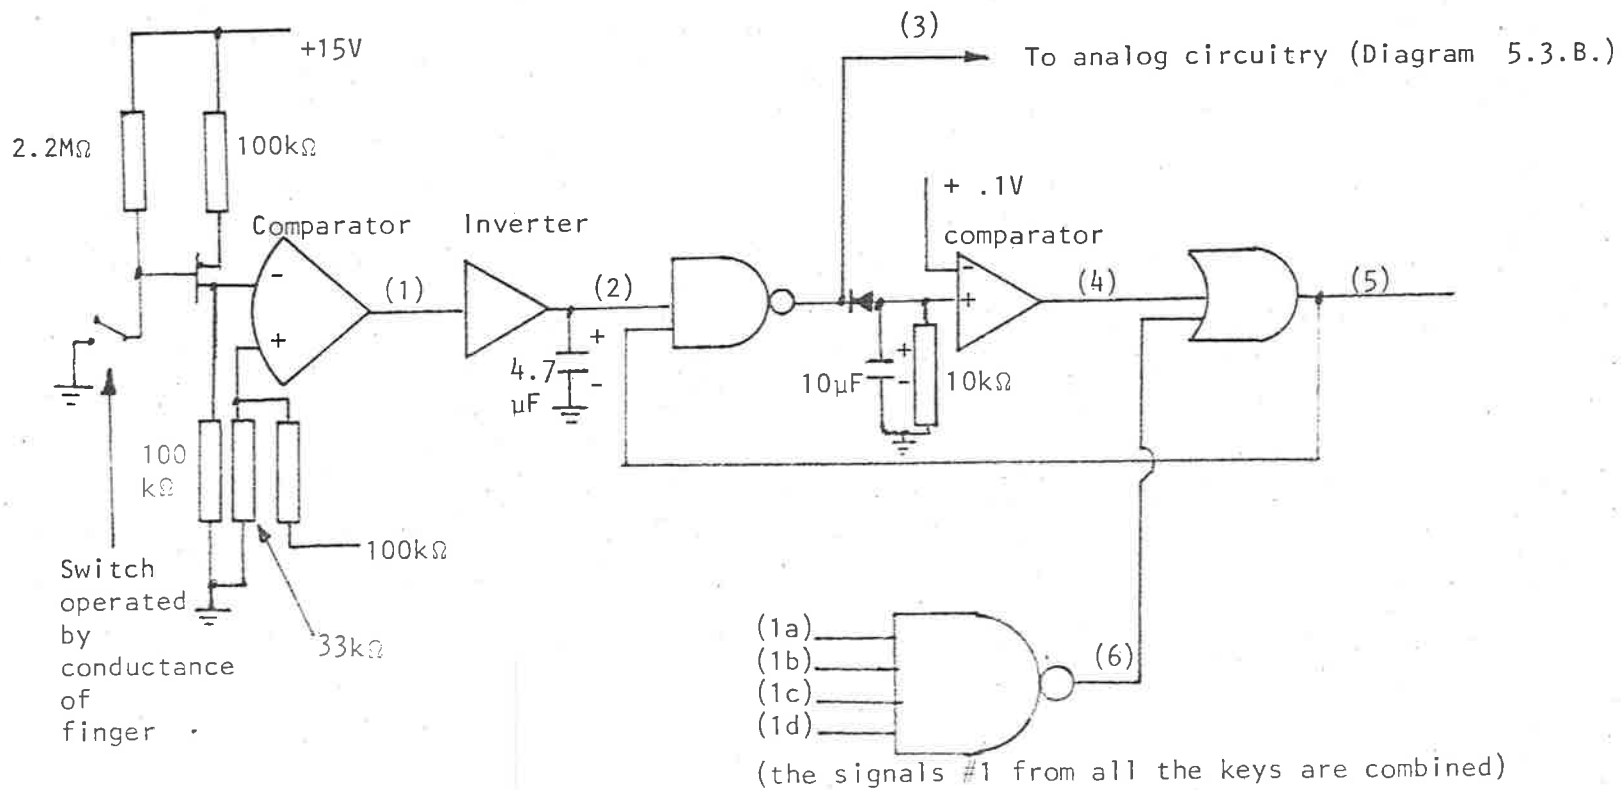 (3)
To analog circuitry (Diagram 5.3.B.)
+15V
2.2MΩ
100kΩ
+ .1V
Comparator
Inverter
comparator
-
(1)
(2)
-
(4)
(5)
+
+
+
4.7
μF
-
+
-
10μF
10kΩ
100
kΩ
100kΩ
33kΩ
Switch
operated
by
conductance
of
finger
(1a)
(1b)
(1c)
(1d)
(6)
(the signals #1 from all the keys are combined)